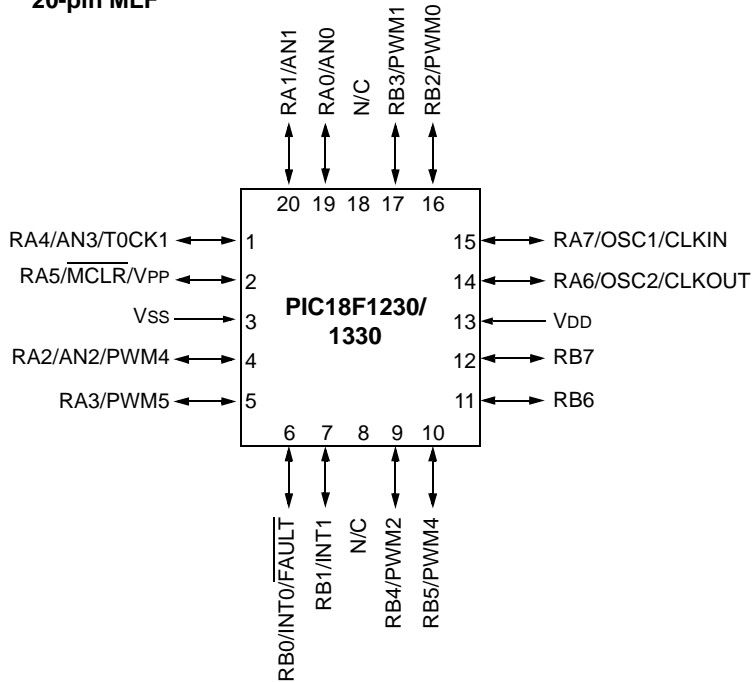 20-pin MLF
RA1/AN1
RA0/AN0
N/C
RB3/PWM1
RB2/PWM0
20 19 18 17 16
RA4/AN3/T0CK1 1
RA5/MCLR/VPP 2
VSS 3
RA2/AN2/PWM4 4
RA3/PWM5 5
PIC18F1230/
1330
15 RA7/OSC1/CLKIN
14 RA6/OSC2/CLKOUT
13 VDD
12 RB7
11 RB6
6 7 8 9 10
RB0/INT0/FAULT
RB1/INT1
N/C
RB4/PWM2
RB5/PWM4